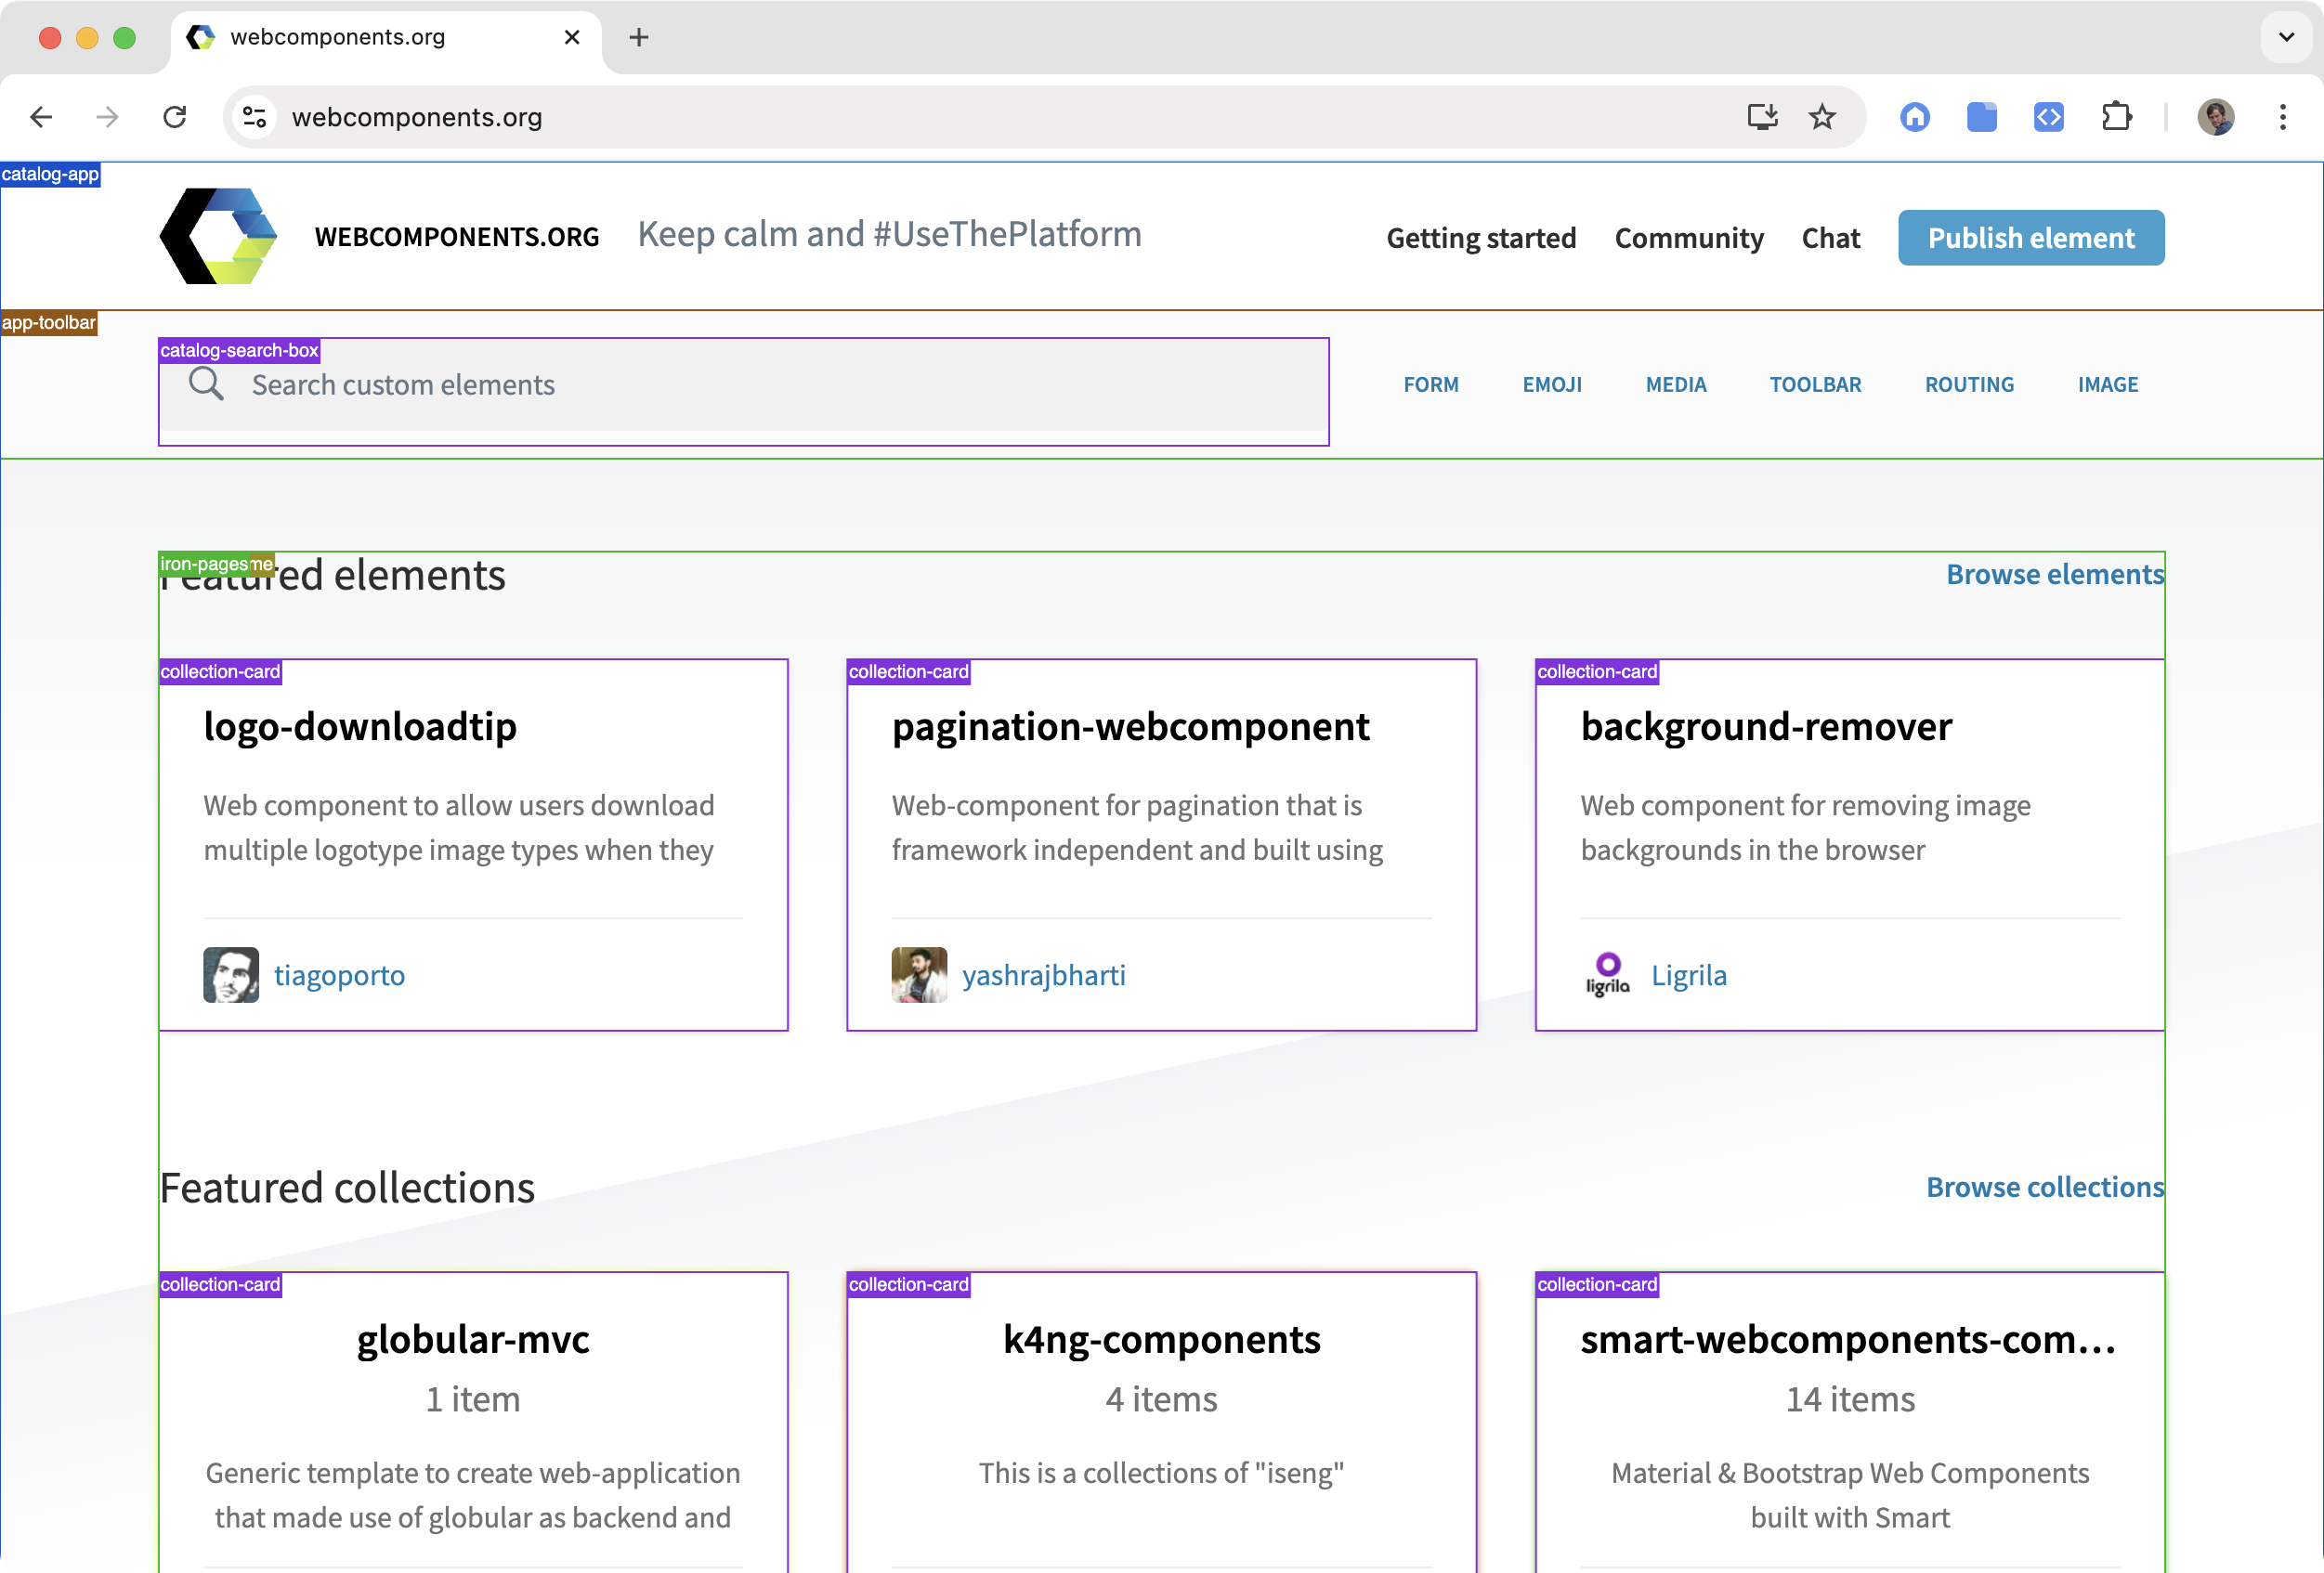 webcomponents.org
webcomponents.org
catalog-app
WEBCOMPONENTS.ORG Keep calm and #UseThePlatform Getting started Community Chat Publish element
app-toolbar
catalog-search-box
Search custom elements FORM EMOJI MEDIA TOOLBAR ROUTING IMAGE
iron-pages me
Featured elements Browse elements
collection-card collection-card collection-card
logo-downloadtip pagination-webcomponent background-remover
Web component to allow users download Web-component for pagination that is Web component for removing image
multiple logotype image types when they framework independent and built using backgrounds in the browser
tiagoporto yashrajbharti ligrila Ligrila
Featured collections Browse collections
collection-card collection-card collection-card
globular-mvc k4ng-components smart-webcomponents-com...
1 item 4 items 14 items
Generic template to create web-application This is a collections of "iseng" Material & Bootstrap Web Components
that made use of globular as backend and built with Smart